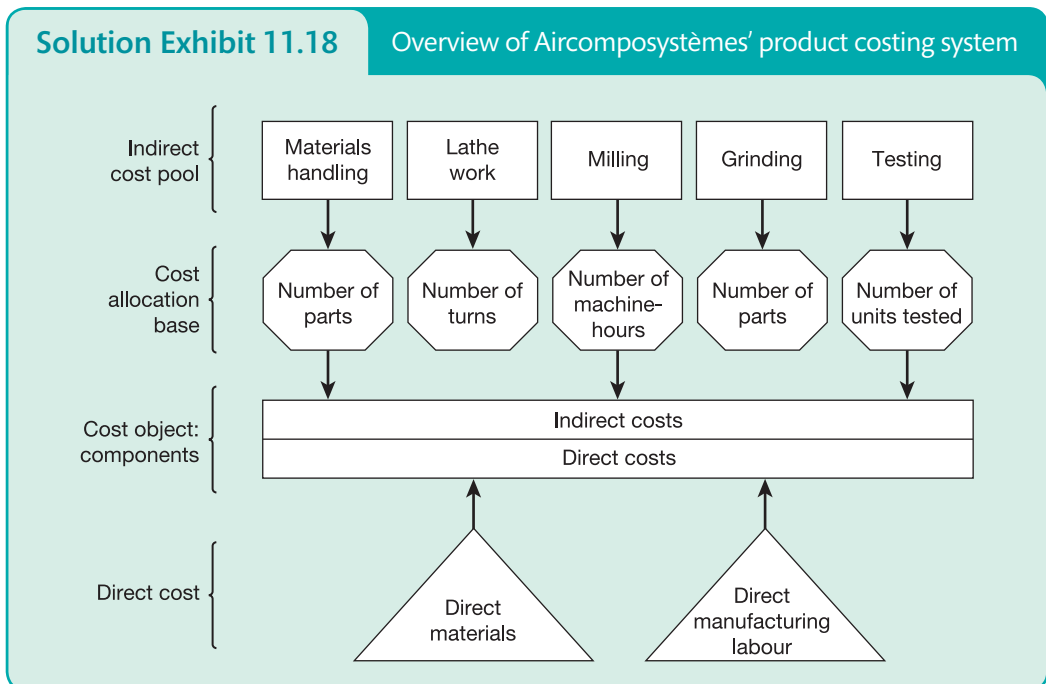 Solution Exhibit 11.18
Overview of Aircomposystèmes' product costing system
Indirect
cost pool
Materials
handling
Lathe
work
Milling
Grinding
Testing
Cost
allocation
base
Number of
parts
Number of
turns
Number of
machine-
hours
Number of
parts
Number of
units tested
Cost object:
components
Indirect costs
Direct costs
Direct cost
Direct
materials
Direct
manufacturing
labour